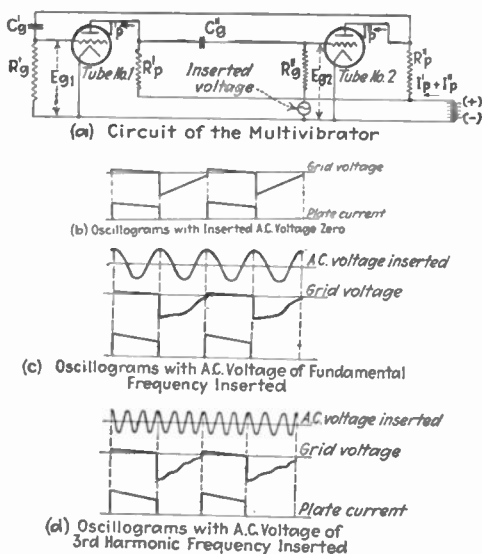 C'g
I'p
C"g
I"p
R'g
Eg1
Tube No.1
R'p
Inserted
voltage
R"g
Eg2
Tube No.2
R"p
I'p+I"p
(+)
(-)
(a) Circuit of the Multivibrator
Grid voltage
Plate current
(b) Oscillograms with Inserted A.C. Voltage Zero
A.C. voltage inserted
Grid voltage
(c) Oscillograms with A.C. Voltage of Fundamental
Frequency Inserted
A.C. voltage inserted
Grid voltage
Plate current
(d) Oscillograms with A.C. Voltage of
3rd Harmonic Frequency Inserted